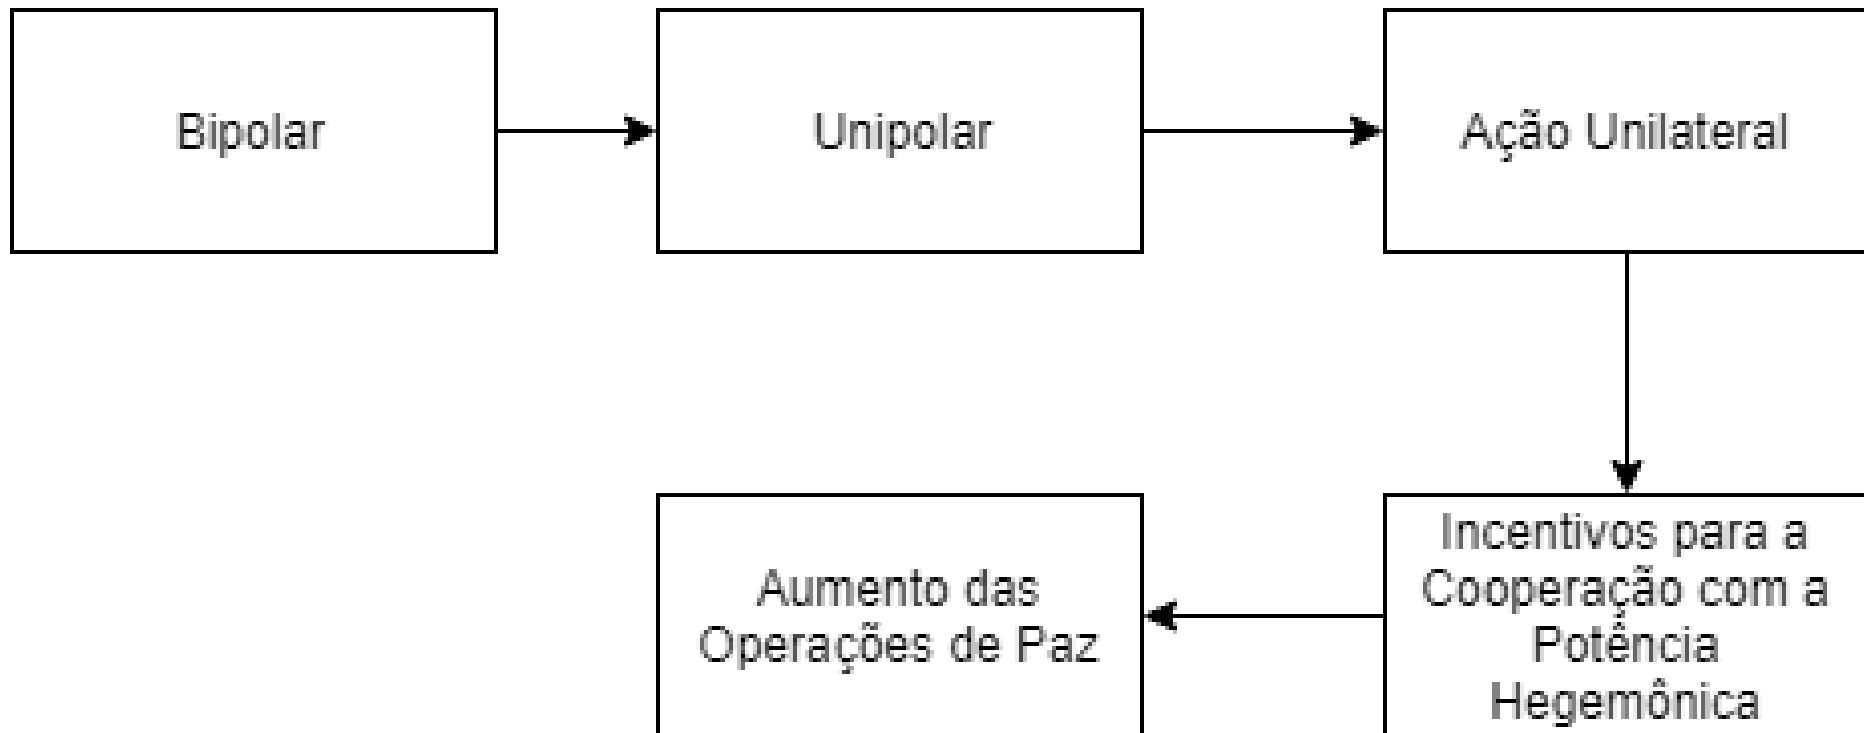 Bipolar
Unipolar
Ação Unilateral
Incentivos para a
Cooperação com a
Potência
Hegemônica
Aumento das
Operações de Paz